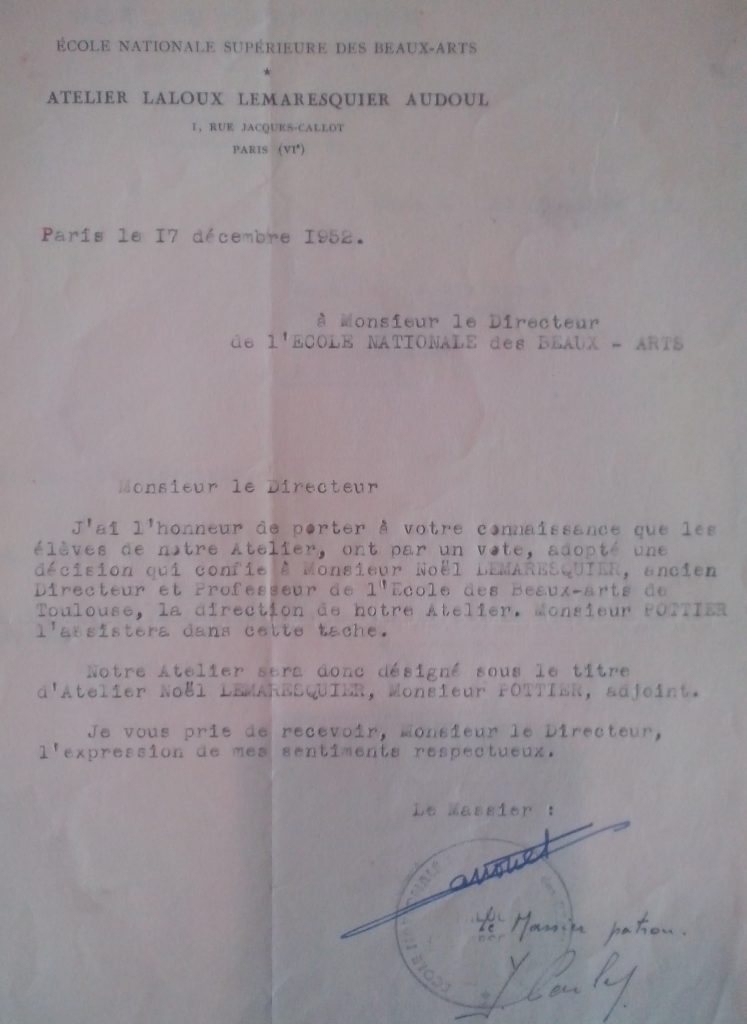 ÉCOLE NATIONALE SUPÉRIEURE DES BEAUX-ARTS
★
ATELIER LALOUX LEMARESQUIER AUDOUL
1, RUE JACQUES-CALLOT
PARIS (VIᵉ)
Paris le I7 décembre I952.
à Monsieur le Directeur
de l'ECOLE NATIONALE des BEAUX - ARTS
Monsieur le Directeur
J'ai l'honneur de porter à votre connaissance que les
élèves de notre Atelier, ont par un vote, adopté une
décision qui confie à Monsieur Noël LEMARESQUIER, ancien
Directeur et Professeur de l'Ecole des Beaux-arts de
Toulouse, la direction de notre Atelier. Monsieur POTTIER
l'assistera dans cette tache.
Notre Atelier sera donc désigné sous le titre
d'Atelier Noël LEMARESQUIER, Monsieur POTTIER, adjoint.
Je vous prie de recevoir, Monsieur le Directeur,
l'expression de mes sentiments respectueux.
Le Massier :
ÉCOLE
Le Massier patron.